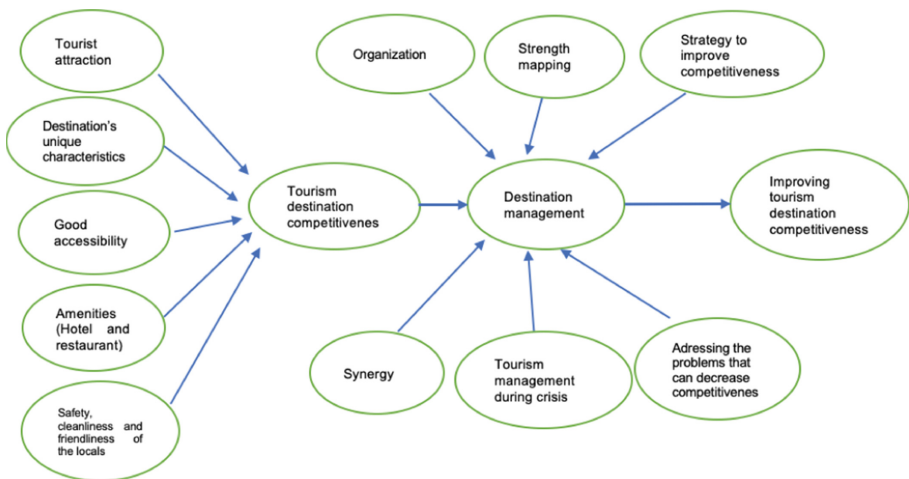 Tourist
attraction
Destination's
unique
characteristics
Good
accessibility
Amenities
(Hotel and
restaurant)
Safety,
cleanliness and
friendliness of
the locals
Tourism
destination
competitivenes
Organization
Strength
mapping
Strategy to
improve
competitiveness
Destination
management
Synergy
Tourism
management
during crisis
Adressing the
problems that
can decrease
competitivenes
Improving
tourism
destination
competitiveness